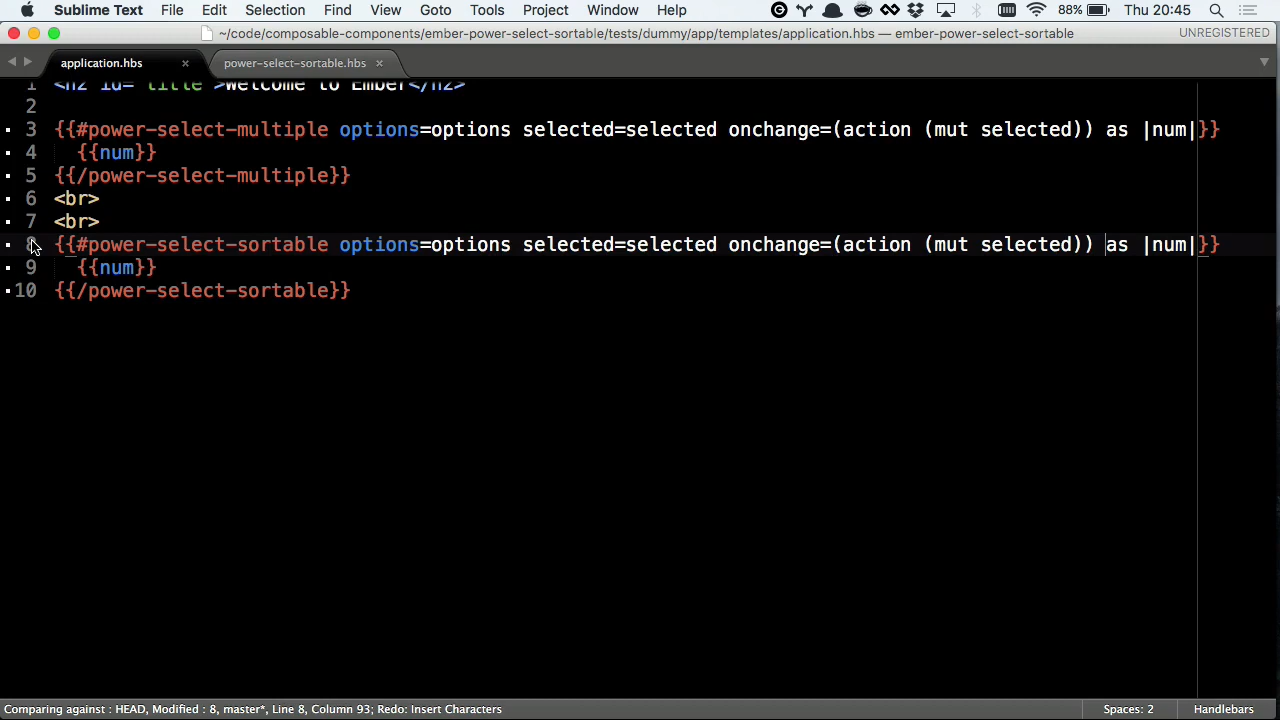 Sublime Text File Edit Selection Find View Goto Tools Project Window Help 88% Thu 20:45
~/code/composable-components/ember-power-select-sortable/tests/dummy/app/templates/application.hbs — ember-power-select-sortable UNREGISTERED
application.hbs × power-select-sortable.hbs ×
1 <h2 id="title">Welcome to Ember</h2>
2
3 {{#power-select-multiple options=options selected=selected onchange=(action (mut selected)) as |num|}}
4 {{num}}
5 {{/power-select-multiple}}
6 <br>
7 <br>
8 {{#power-select-sortable options=options selected=selected onchange=(action (mut selected)) as |num|}}
9 {{num}}
10 {{/power-select-sortable}}
Comparing against : HEAD, Modified : 8, master*, Line 8, Column 93; Redo: Insert Characters Spaces: 2 Handlebars